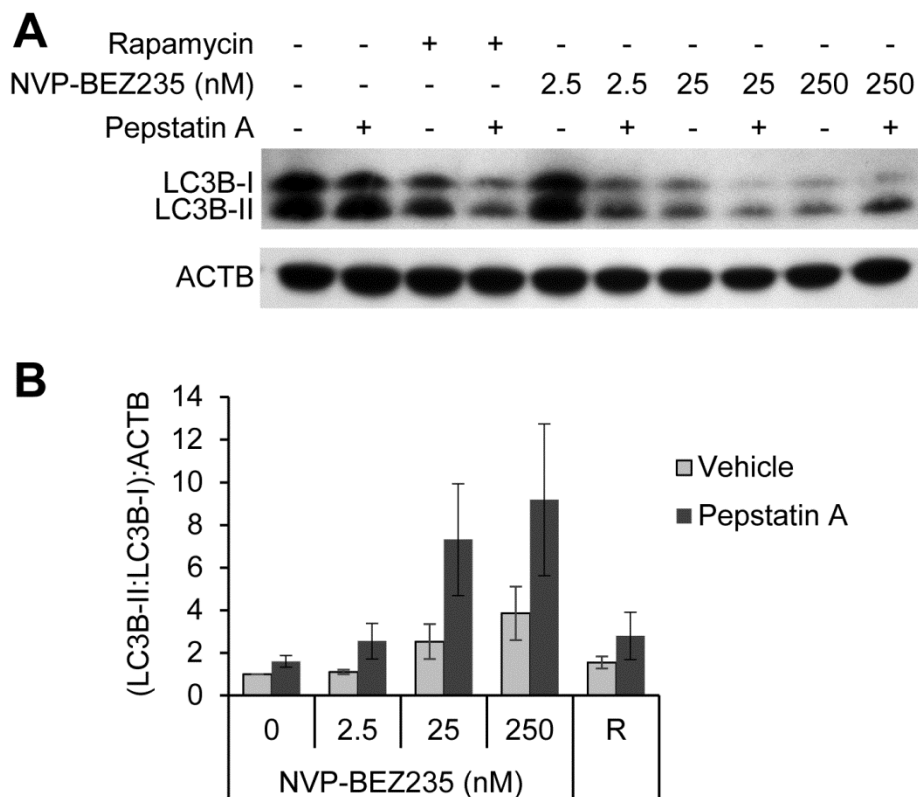 A
Rapamycin - - + + - - - - - -
NVP-BEZ235 (nM) - - - - 2.5 2.5 25 25 250 250
Pepstatin A - + - + - + - + - +
LC3B-I
LC3B-II
ACTB
B
(LC3B-II:LC3B-I):ACTB
14
12
10
8
6
4
2
0
Vehicle
Pepstatin A
0 2.5 25 250 R
NVP-BEZ235 (nM)